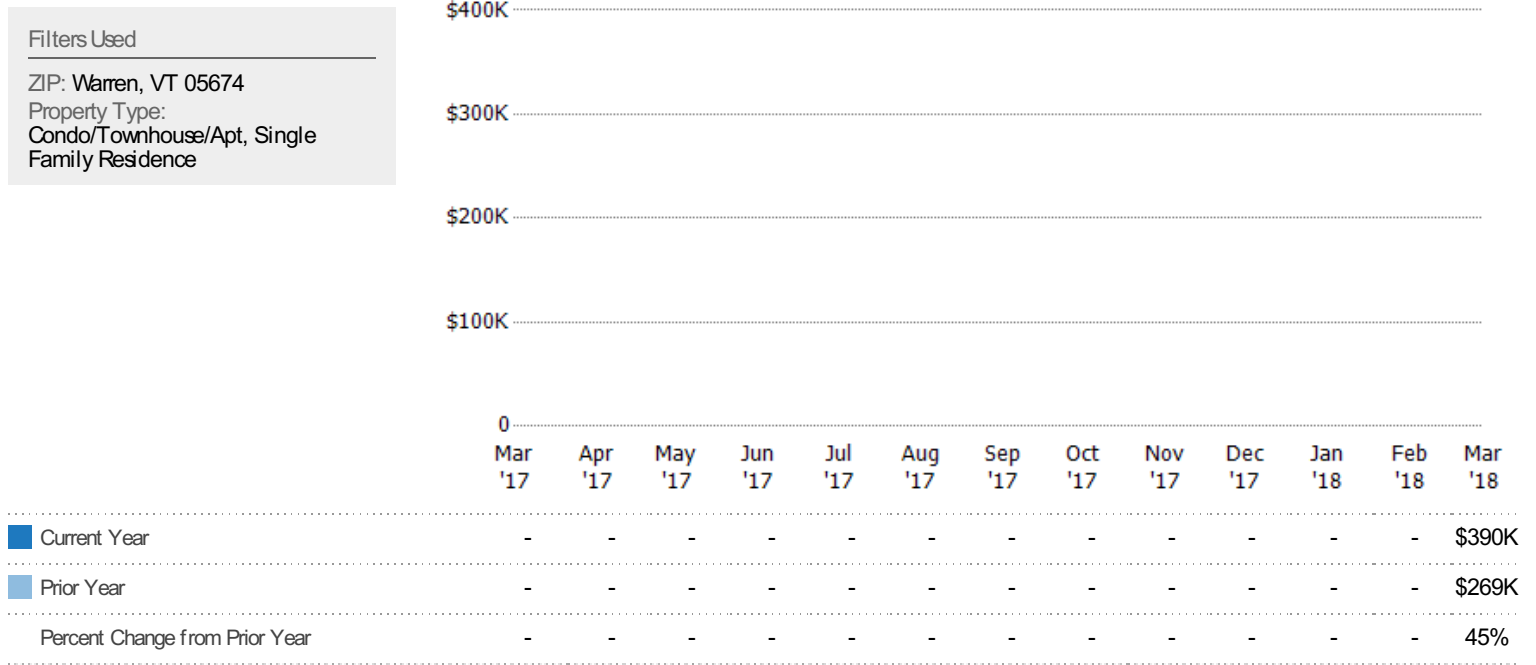 Filters Used
ZIP: Warren, VT 05674
Property Type:
Condo/Townhouse/Apt, Single
Family Residence
$400K
$300K
$200K
$100K
0
Mar Apr May Jun Jul Aug Sep Oct Nov Dec Jan Feb Mar
'17 '17 '17 '17 '17 '17 '17 '17 '17 '17 '18 '18 '18
Current Year - - - - - - - - - - - - $390K
Prior Year - - - - - - - - - - - - $269K
Percent Change from Prior Year - - - - - - - - - - - - 45%